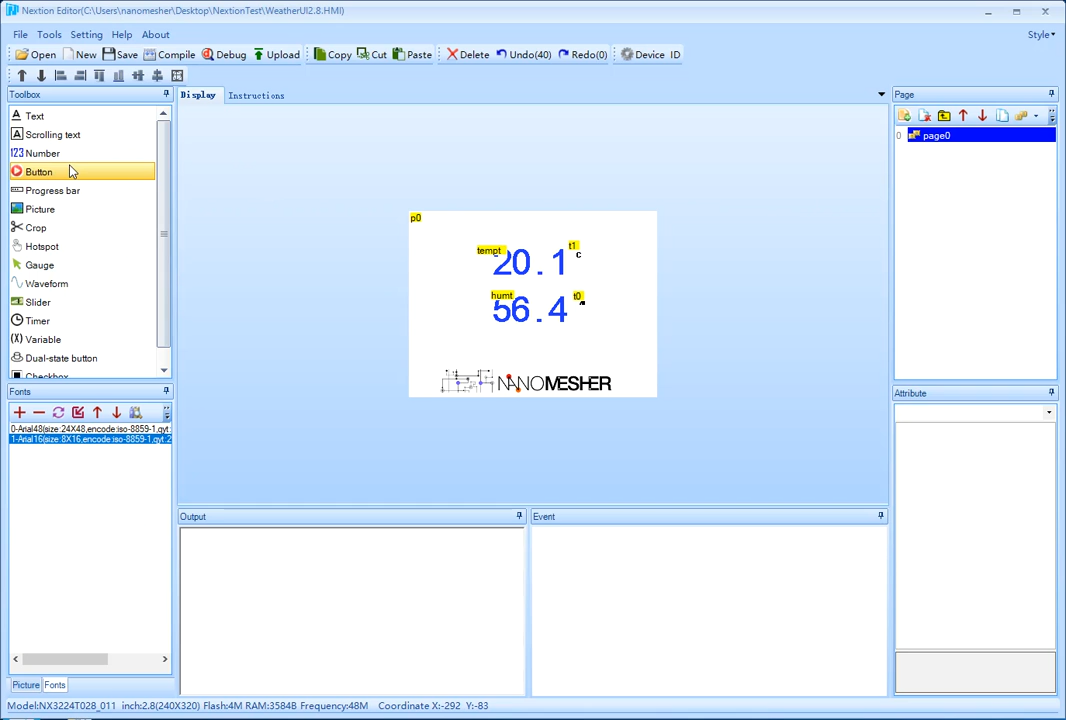 Nextion Editor(C:\Users\nanomesher\Desktop\NextionTest\WeatherUI2.8.HMI)
File Tools Setting Help About Style
Open New Save Compile Debug Upload Copy Cut Paste Delete Undo(40) Redo(0) Device ID
Toolbox
Text
Scrolling text
Number
Button
Progress bar
Picture
Crop
Hotspot
Gauge
Waveform
Slider
Timer
Variable
Dual-state button
Checkbox
Fonts
0-Arial48(size:24X48,encode:iso-8859-1,qyt:
1-Arial16(size:8X16,encode:iso-8859-1,qyt:2
Picture Fonts
Display Instructions
p0
tempt 20.1 t1 c
humt 56.4 t0
NANOMESHER
Output
Event
Page
0 page0
Attribute
Model:NX3224T028_011 inch:2.8(240X320) Flash:4M RAM:3584B Frequency:48M Coordinate X:-292 Y:-83